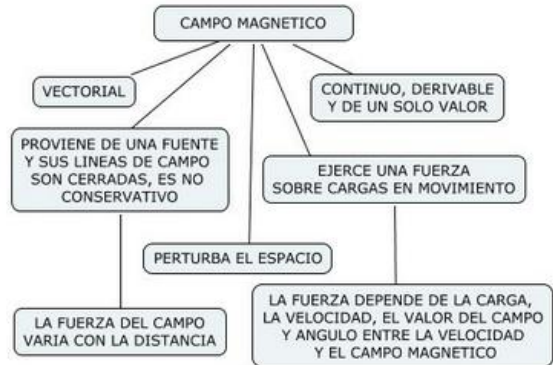 CAMPO MAGNETICO
VECTORIAL
CONTINUO, DERIVABLE
Y DE UN SOLO VALOR
PROVIENE DE UNA FUENTE
Y SUS LINEAS DE CAMPO
SON CERRADAS, ES NO
CONSERVATIVO
EJERCE UNA FUERZA
SOBRE CARGAS EN MOVIMIENTO
PERTURBA EL ESPACIO
LA FUERZA DEL CAMPO
VARIA CON LA DISTANCIA
LA FUERZA DEPENDE DE LA CARGA,
LA VELOCIDAD, EL VALOR DEL CAMPO
Y ANGULO ENTRE LA VELOCIDAD
Y EL CAMPO MAGNETICO